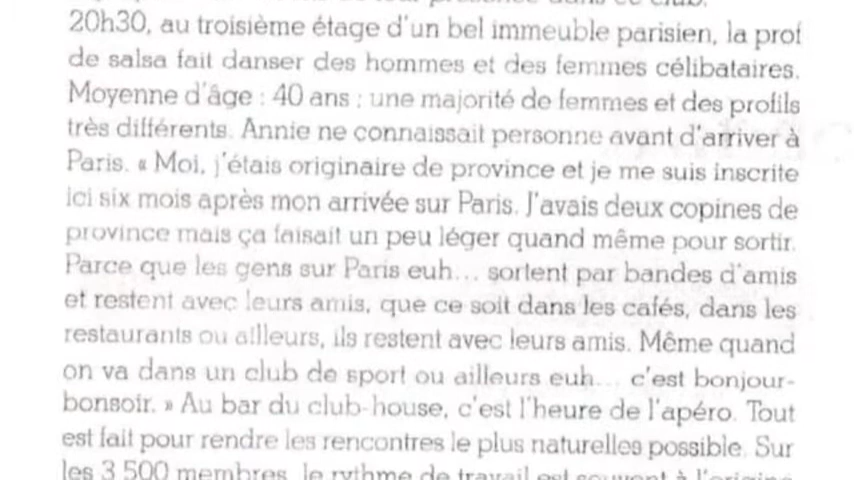 20h30, au troisième étage d'un bel immeuble parisien, la prof
de salsa fait danser des hommes et des femmes célibataires.
Moyenne d'âge : 40 ans ; une majorité de femmes et des profils
très différents. Annie ne connaissait personne avant d'arriver à
Paris. « Moi, j'étais originaire de province et je me suis inscrite
ici six mois après mon arrivée sur Paris. J'avais deux copines de
province mais ça faisait un peu léger quand même pour sortir.
Parce que les gens sur Paris euh... sortent par bandes d'amis
et restent avec leurs amis, que ce soit dans les cafés, dans les
restaurants ou ailleurs, ils restent avec leurs amis. Même quand
on va dans un club de sport ou ailleurs euh... c'est bonjour-
bonsoir. » Au bar du club-house, c'est l'heure de l'apéro. Tout
est fait pour rendre les rencontres le plus naturelles possible. Sur
les 3 500 membres, le rythme de travail est souvent à l'origine